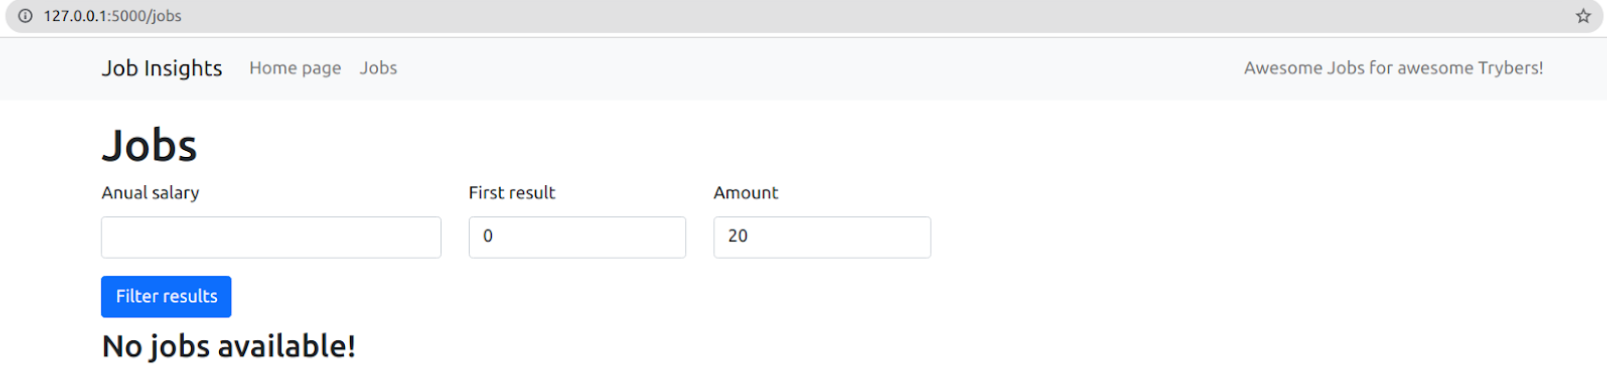 127.0.0.1:5000/jobs
Job Insights Home page Jobs Awesome Jobs for awesome Trybers!
Jobs
Anual salary First result Amount
0 20
Filter results
No jobs available!